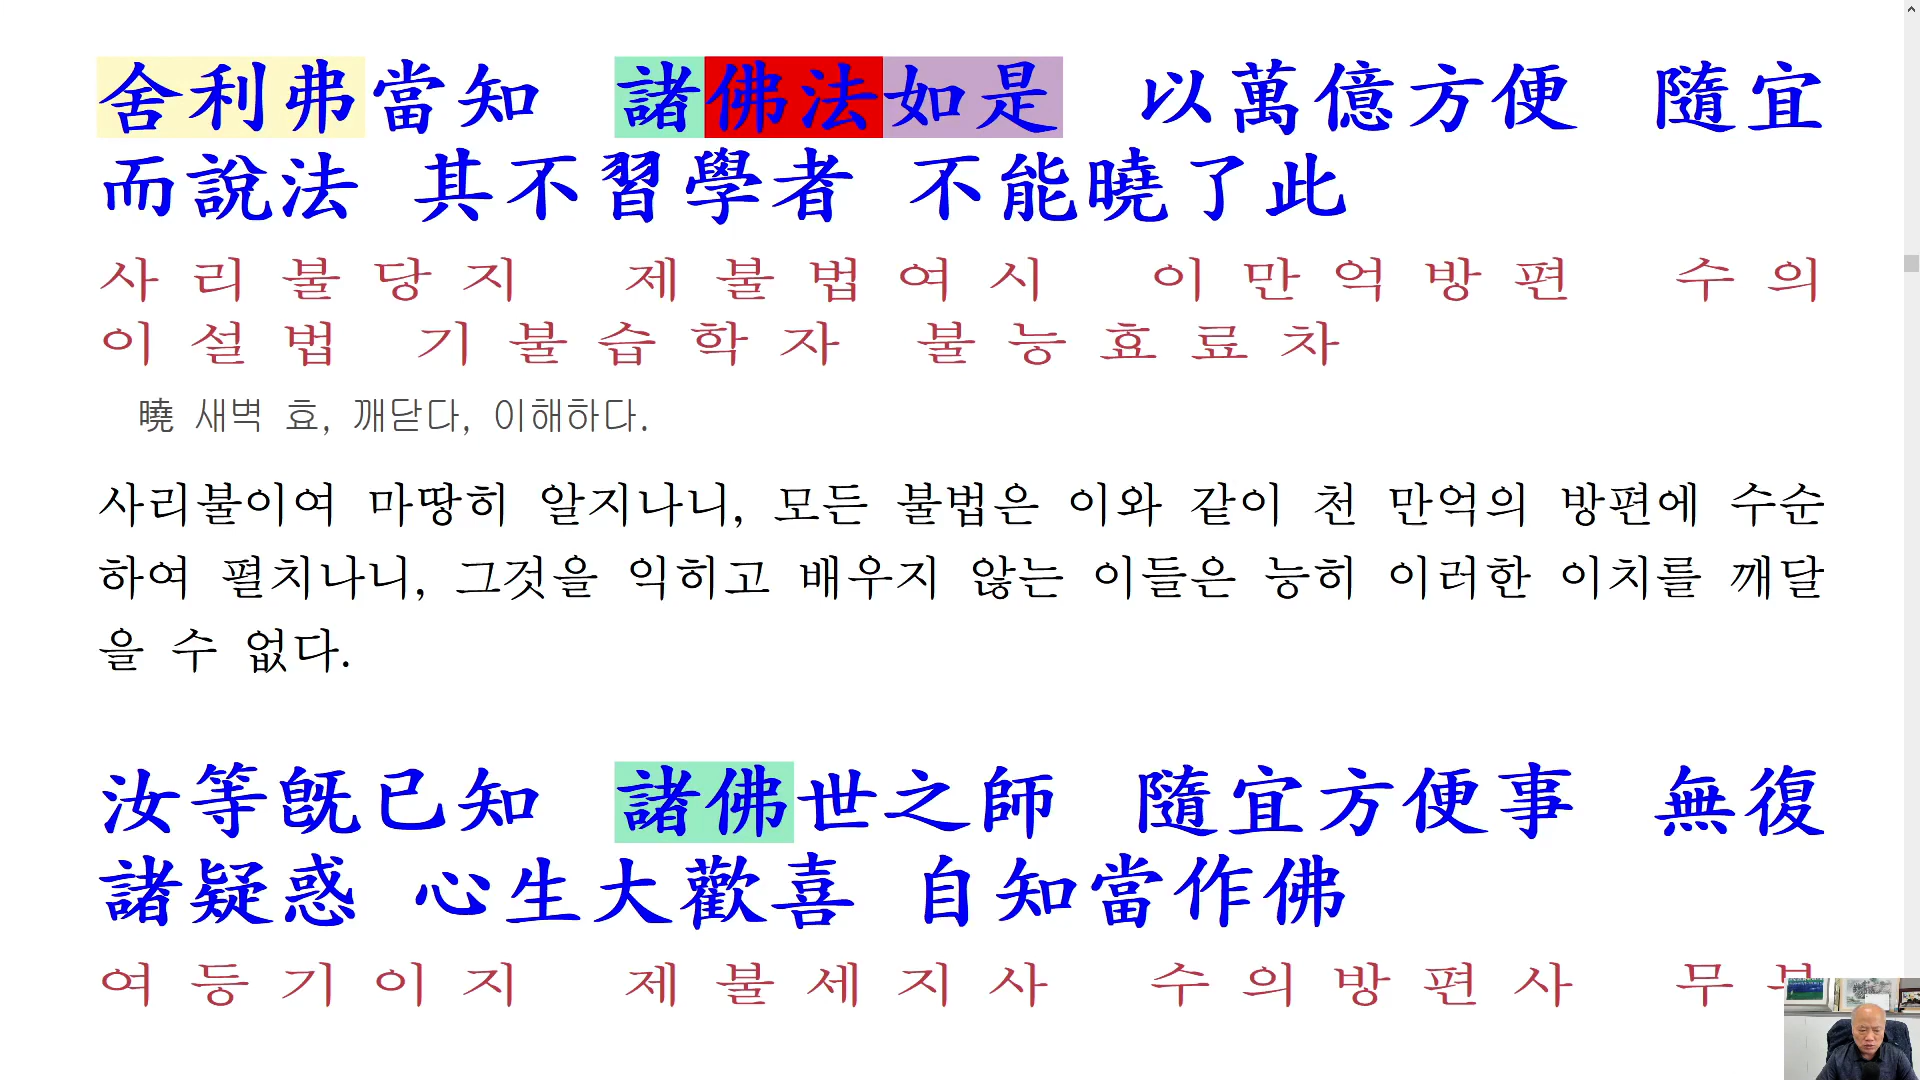 舍利弗當知 諸佛法如是 以萬億方便 隨宜
而說法 其不習學者 不能曉了此
사리불당지 제불법여시 이만억방편 수의
이설법 기불습학자 불능효료차
曉 새벽 효, 깨닫다, 이해하다.
사리불이여 마땅히 알지나니, 모든 불법은 이와 같이 천 만억의 방편에 수순
하여 펼치나니, 그것을 익히고 배우지 않는 이들은 능히 이러한 이치를 깨달
을 수 없다.
汝等旣已知 諸佛世之師 隨宜方便事 無復
諸疑惑 心生大歡喜 自知當作佛
여등기이지 제불세지사 수의방편사 무